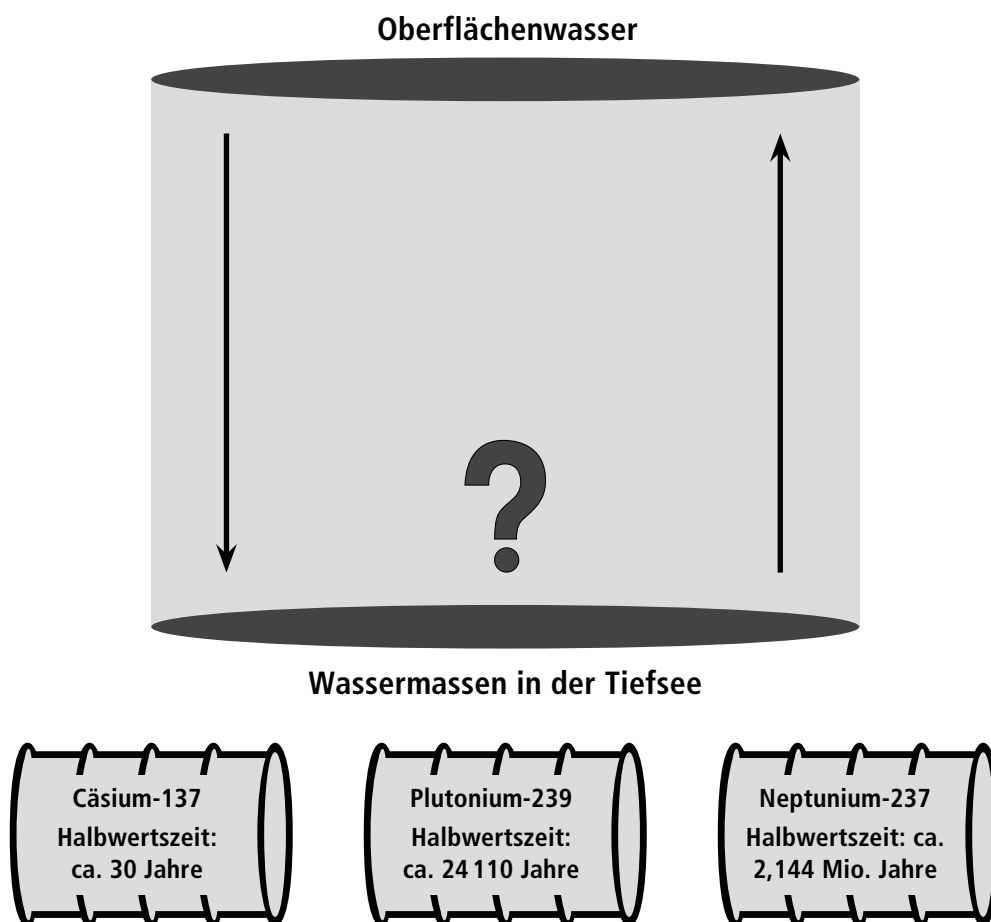 Oberflächenwasser
?
Wassermassen in der Tiefsee
Cäsium-137
Halbwertszeit:
ca. 30 Jahre
Plutonium-239
Halbwertszeit:
ca. 24 110 Jahre
Neptunium-237
Halbwertszeit: ca.
2,144 Mio. Jahre